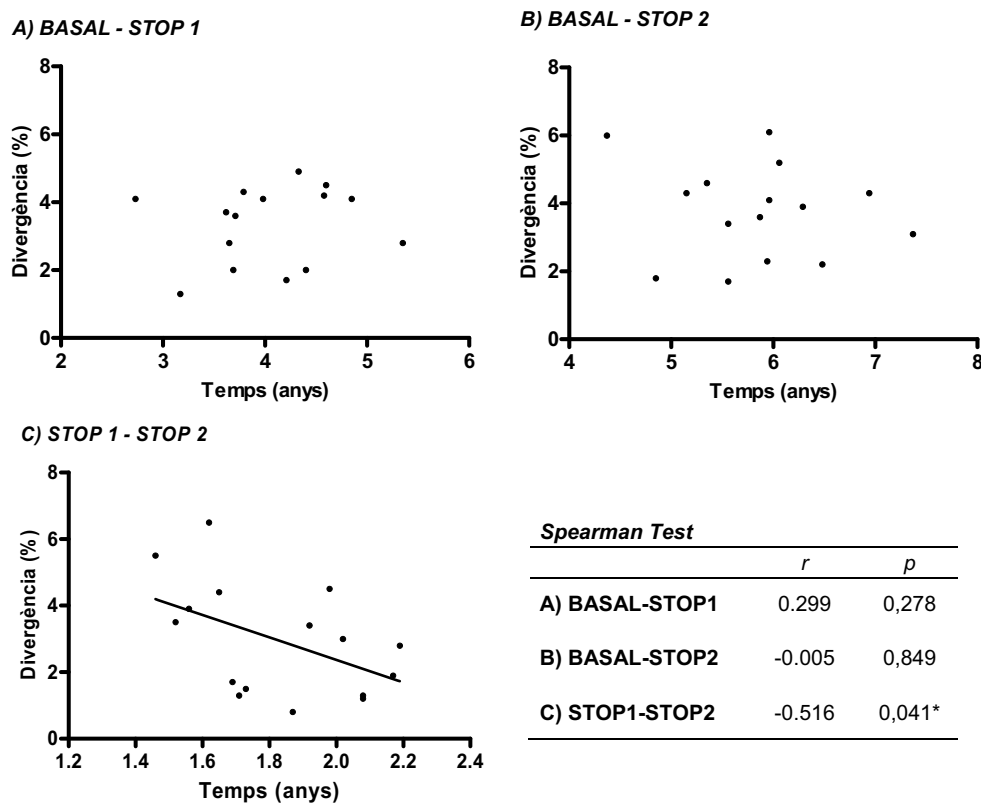 A) BASAL - STOP 1
8
6
4
2
0
Divergència (%)
2 3 4 5 6
Temps (anys)
B) BASAL - STOP 2
8
6
4
2
0
Divergència (%)
4 5 6 7 8
Temps (anys)
C) STOP 1 - STOP 2
8
6
4
2
0
Divergència (%)
1.2 1.4 1.6 1.8 2.0 2.2 2.4
Temps (anys)
Spearman Test
r p
A) BASAL-STOP1 0.299 0,278
B) BASAL-STOP2 -0.005 0,849
C) STOP1-STOP2 -0.516 0,041*